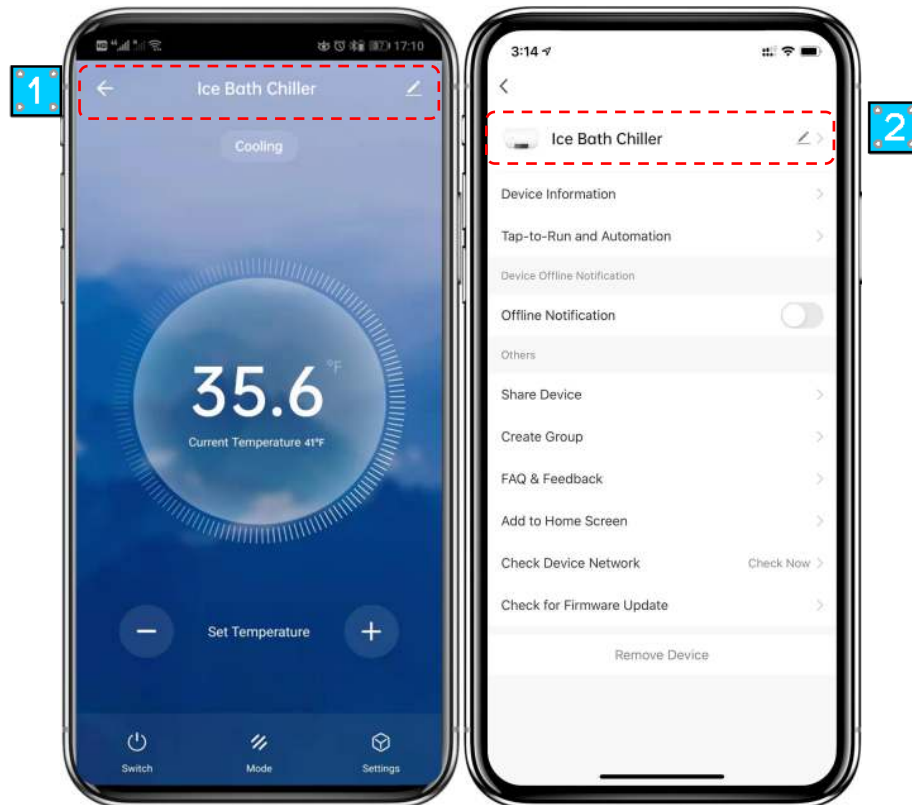 1
17:10
Ice Bath Chiller
Cooling
35.6 °F
Current Temperature 41°F
Set Temperature
Switch
Mode
Settings
2
3:14
Ice Bath Chiller
Device Information
Tap-to-Run and Automation
Device Offline Notification
Offline Notification
Others
Share Device
Create Group
FAQ & Feedback
Add to Home Screen
Check Device Network Check Now
Check for Firmware Update
Remove Device